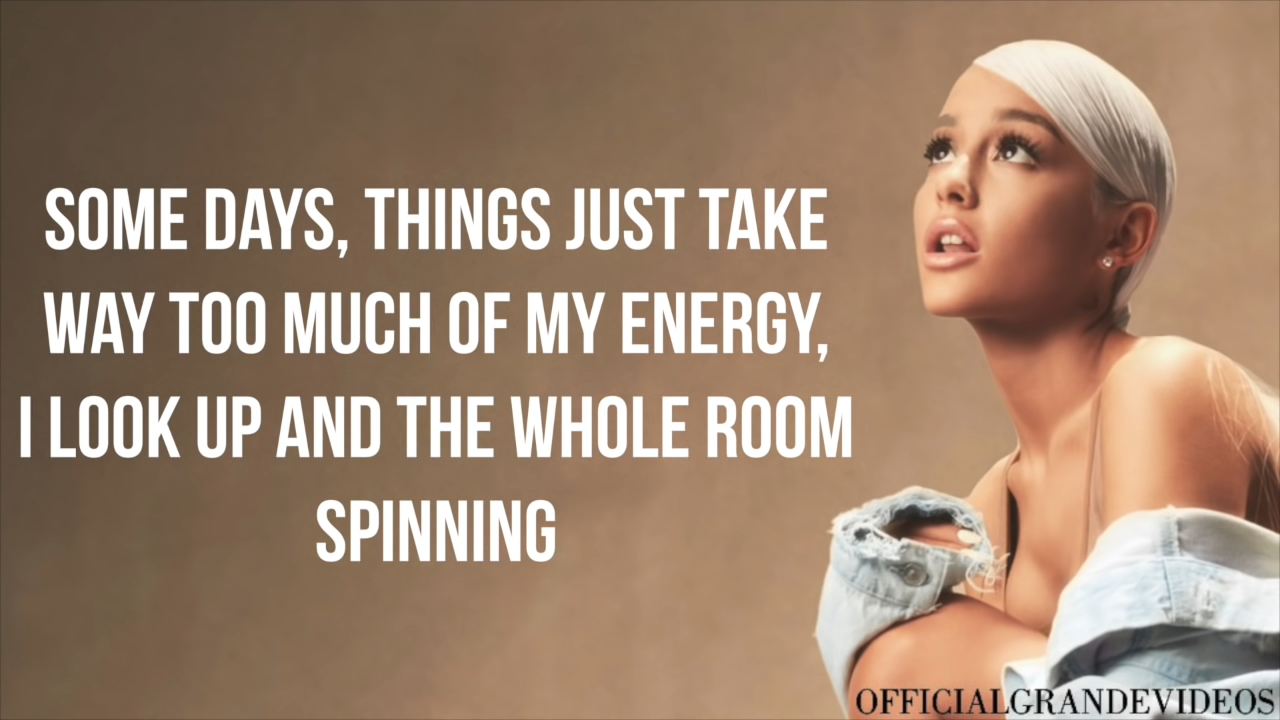 SOME DAYS, THINGS JUST TAKE
WAY TOO MUCH OF MY ENERGY,
I LOOK UP AND THE WHOLE ROOM
SPINNING
OFFICIALGRANDEVIDEOS